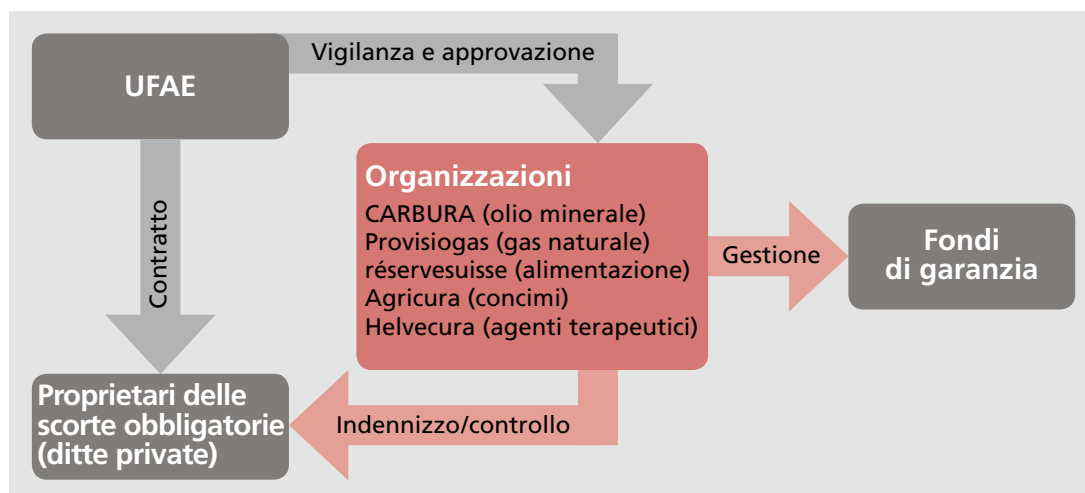 Vigilanza e approvazione
UFAE
Contratto
Organizzazioni
CARBURA (olio minerale)
Provisiogas (gas naturale)
réservesuisse (alimentazione)
Agricura (concimi)
Helvecura (agenti terapeutici)
Gestione
Fondi
di garanzia
Proprietari delle
scorte obbligatorie
(ditte private)
Indennizzo/controllo